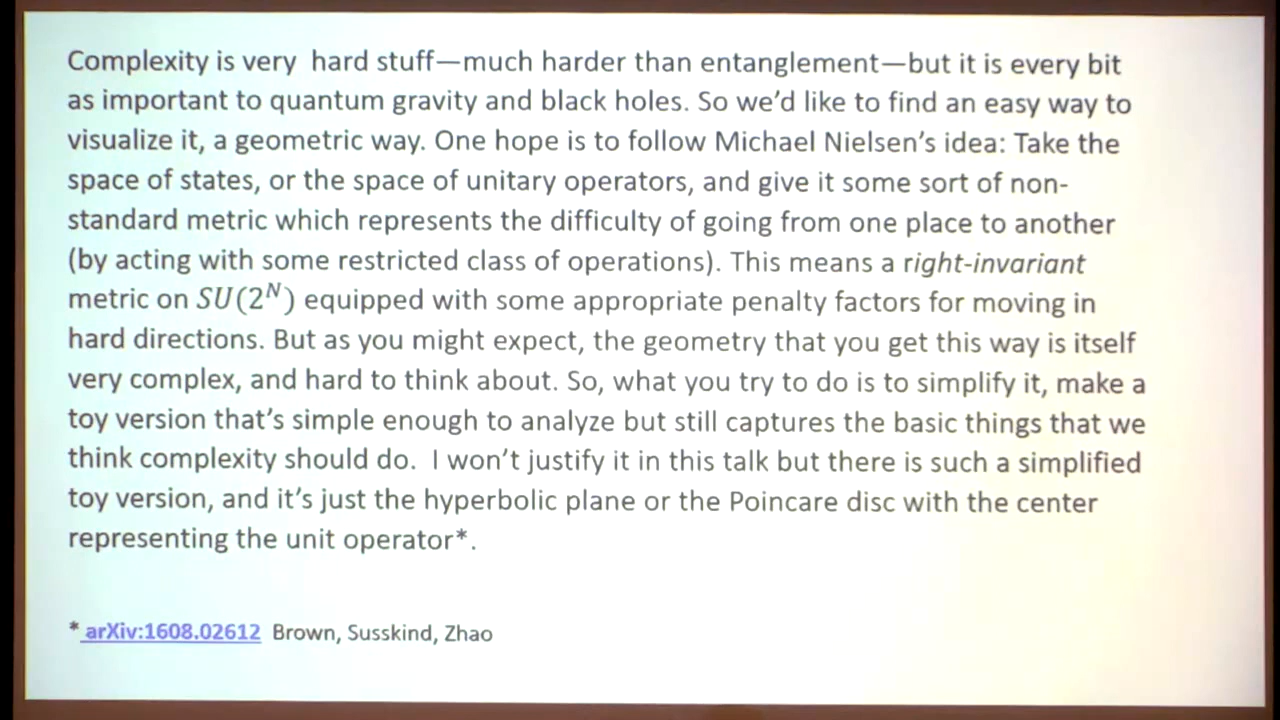 Complexity is very  hard stuff—much harder than entanglement—but it is every bit
as important to quantum gravity and black holes. So we'd like to find an easy way to
visualize it, a geometric way. One hope is to follow Michael Nielsen's idea: Take the
space of states, or the space of unitary operators, and give it some sort of non-
standard metric which represents the difficulty of going from one place to another
(by acting with some restricted class of operations). This means a right-invariant
metric on SU(2^N) equipped with some appropriate penalty factors for moving in
hard directions. But as you might expect, the geometry that you get this way is itself
very complex, and hard to think about. So, what you try to do is to simplify it, make a
toy version that's simple enough to analyze but still captures the basic things that we
think complexity should do.  I won't justify it in this talk but there is such a simplified
toy version, and it's just the hyperbolic plane or the Poincare disc with the center
representing the unit operator*.
* arXiv:1608.02612  Brown, Susskind, Zhao